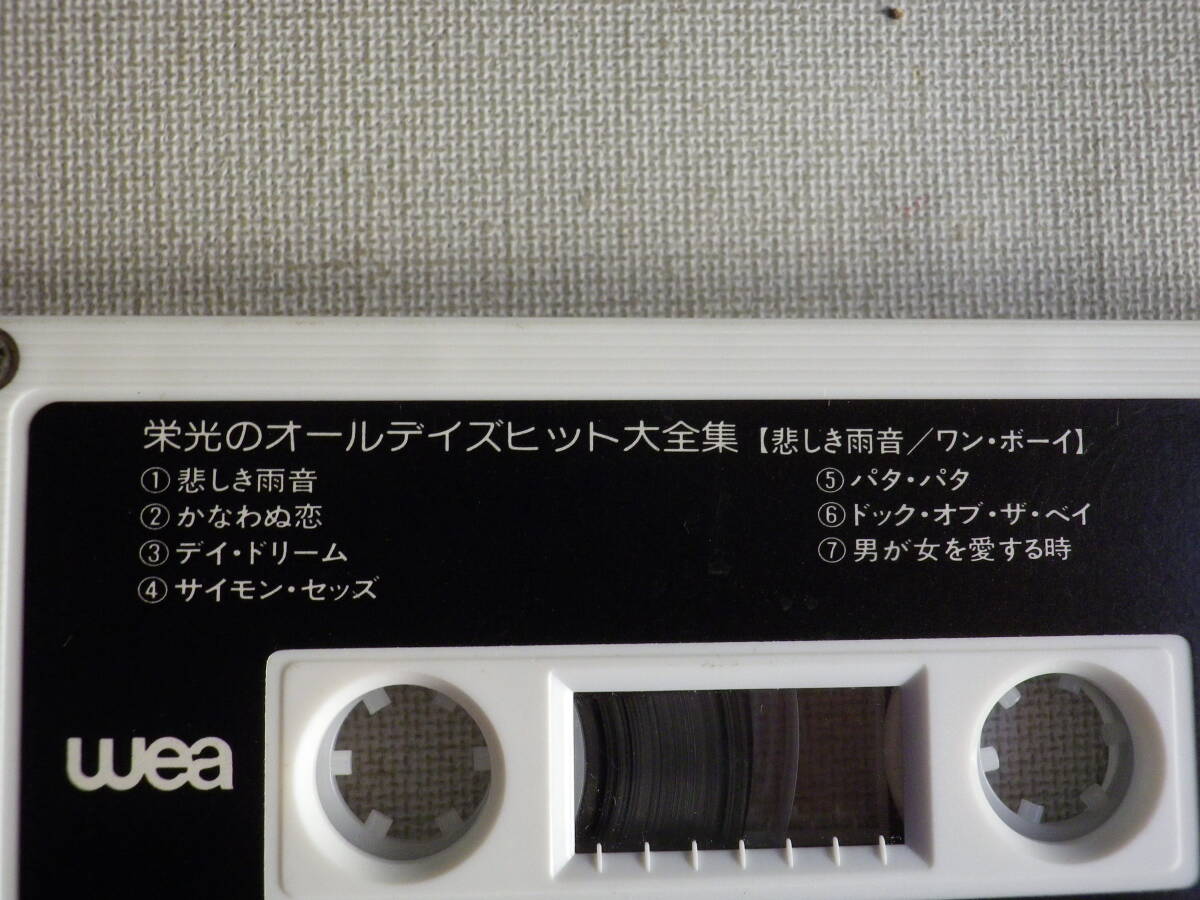 栄光のオールデイズヒット大全集【悲しき雨音/ワン・ボーイ】
①悲しき雨音
②かなわぬ恋
③デイ・ドリーム
④サイモン・セッズ
⑤パタ・パタ
⑥ドック・オブ・ザ・ベイ
⑦男が女を愛する時
wea